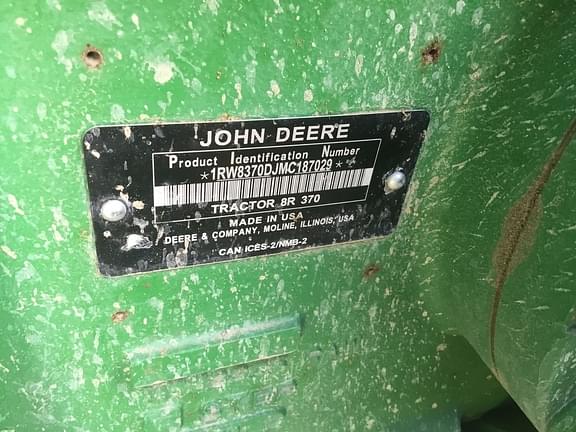 JOHN DEERE
Product Identification Number
*1RW8370DJMC187029*
TRACTOR 8R 370
MADE IN USA
DEERE & COMPANY, MOLINE, ILLINOIS, USA
CAN ICES-2/NMB-2